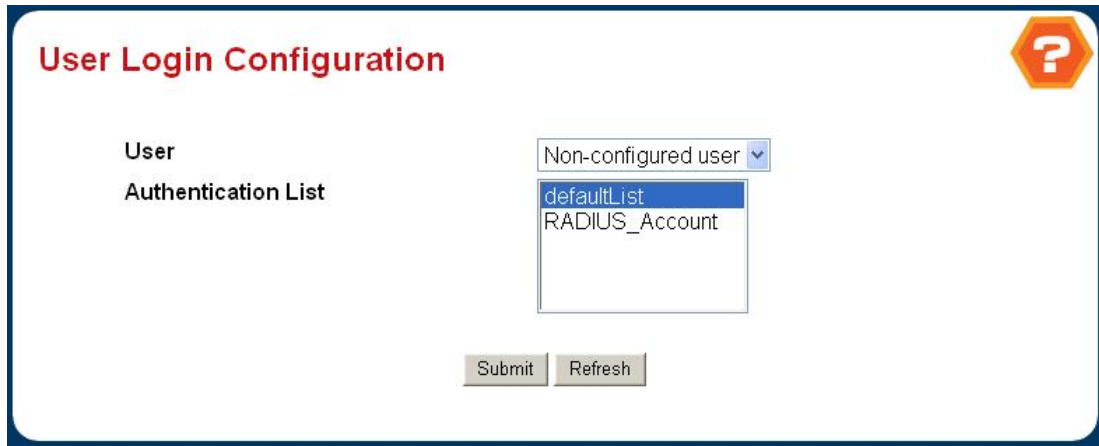 User Login Configuration
?
User
Non-configured user
Authentication List
defaultList
RADIUS_Account
Submit
Refresh